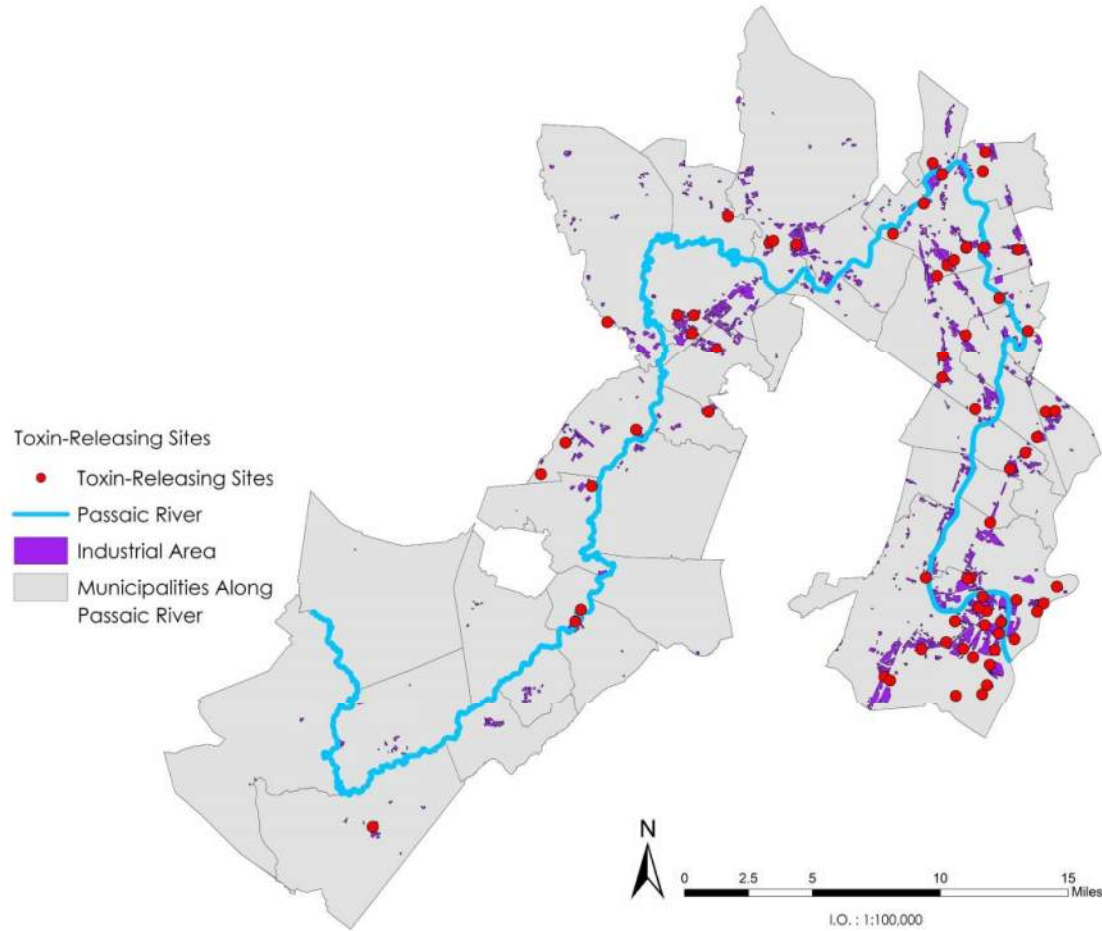 Toxin-Releasing Sites
Toxin-Releasing Sites
Passaic River
Industrial Area
Municipalities Along
Passaic River
N
0 2.5 5 10 15
Miles
I.O. : 1:100,000